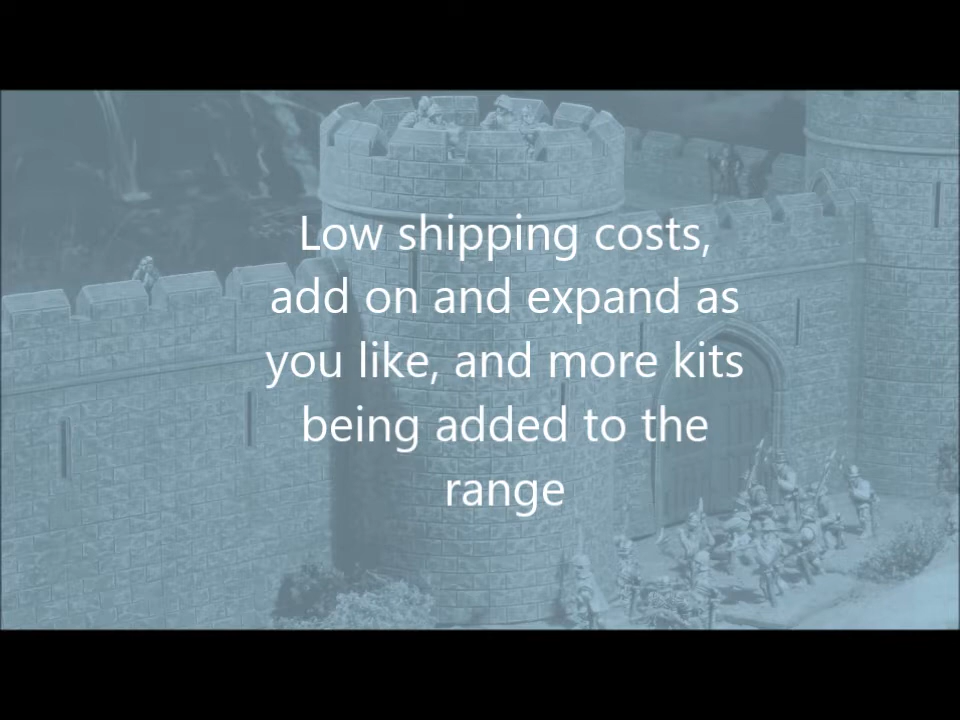 Low shipping costs,
add on and expand as
you like, and more kits
being added to the
range